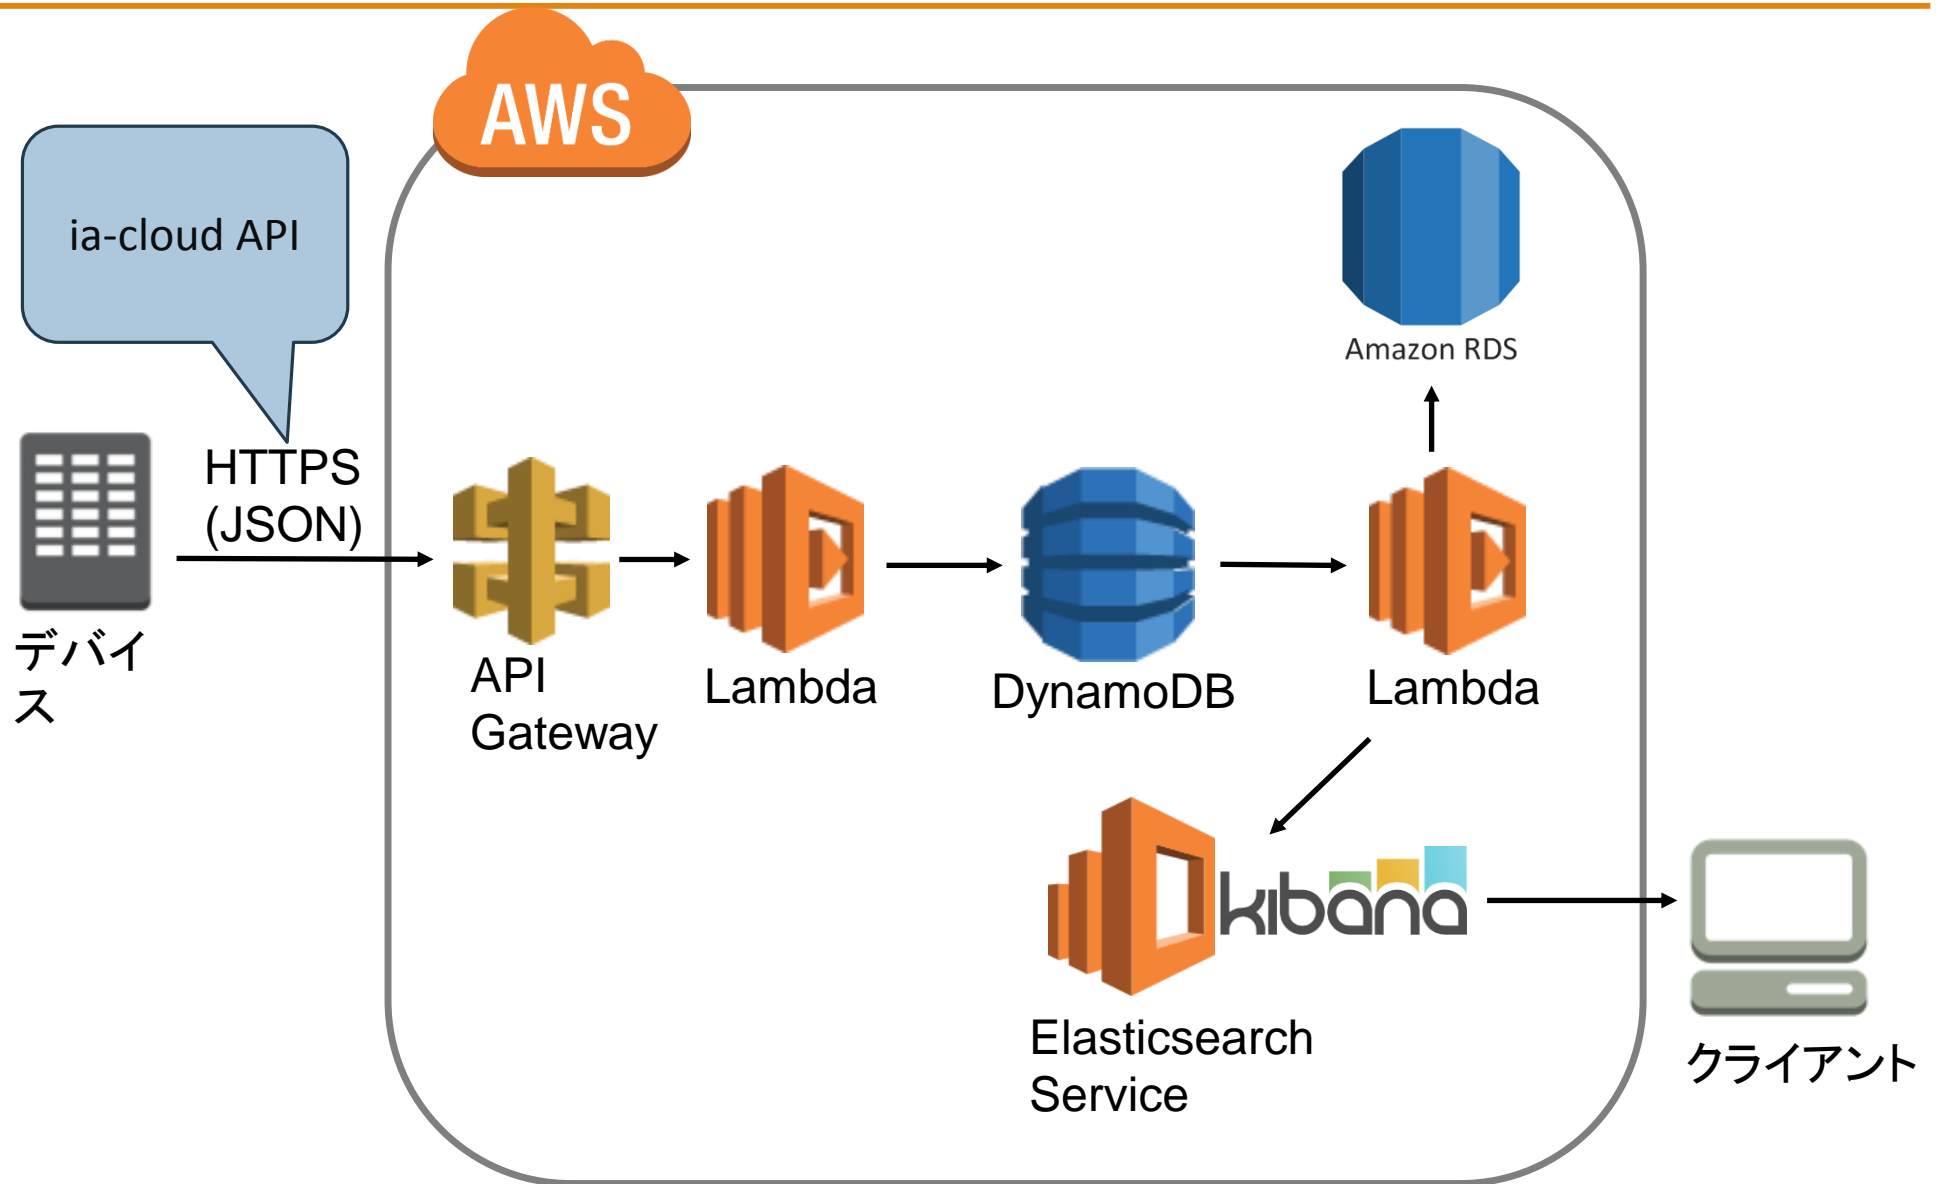 AWS
ia-cloud API
Amazon RDS
HTTPS
(JSON)
デバイ
ス
API
Gateway
Lambda
DynamoDB
Lambda
kibana
Elasticsearch
Service
クライアント